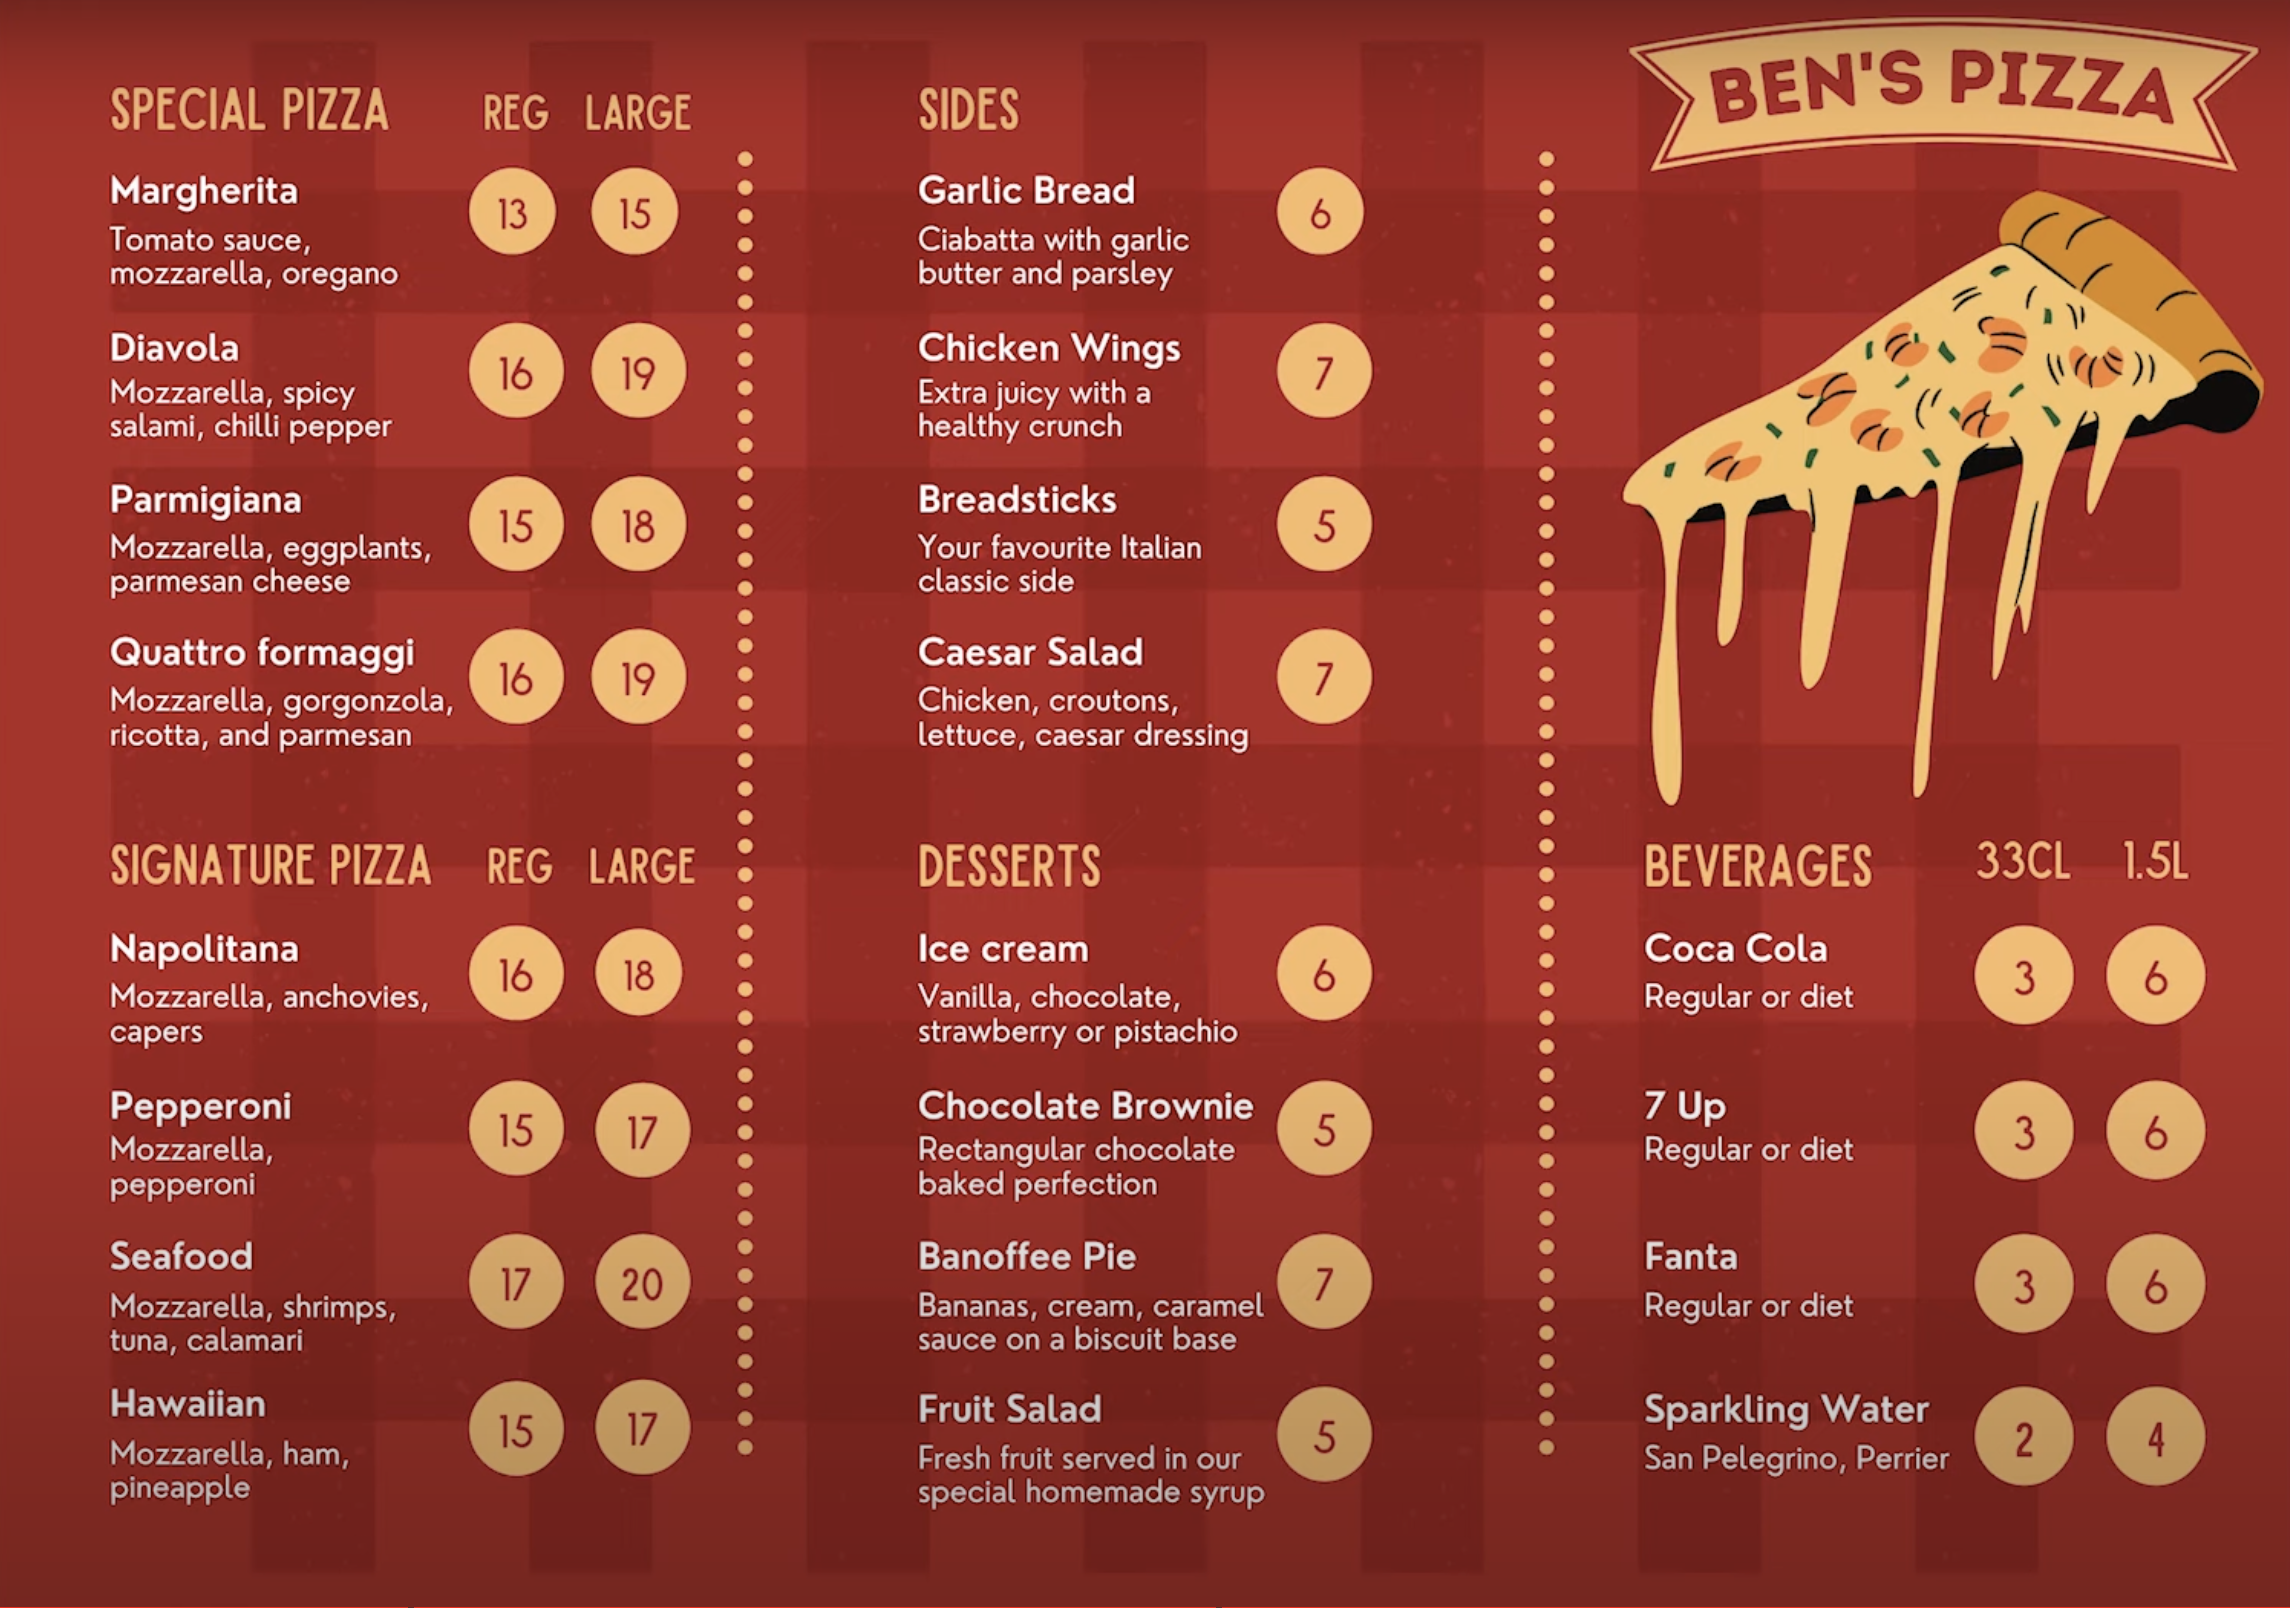 BEN'S PIZZA
SPECIAL PIZZA REG LARGE
Margherita 13 15
Tomato sauce,
mozzarella, oregano
Diavola 16 19
Mozzarella, spicy
salami, chilli pepper
Parmigiana 15 18
Mozzarella, eggplants,
parmesan cheese
Quattro formaggi 16 19
Mozzarella, gorgonzola,
ricotta, and parmesan
SIGNATURE PIZZA REG LARGE
Napolitana 16 18
Mozzarella, anchovies,
capers
Pepperoni 15 17
Mozzarella,
pepperoni
Seafood 17 20
Mozzarella, shrimps,
tuna, calamari
Hawaiian 15 17
Mozzarella, ham,
pineapple
SIDES
Garlic Bread 6
Ciabatta with garlic
butter and parsley
Chicken Wings 7
Extra juicy with a
healthy crunch
Breadsticks 5
Your favourite Italian
classic side
Caesar Salad 7
Chicken, croutons,
lettuce, caesar dressing
DESSERTS
Ice cream 6
Vanilla, chocolate,
strawberry or pistachio
Chocolate Brownie 5
Rectangular chocolate
baked perfection
Banoffee Pie 7
Bananas, cream, caramel
sauce on a biscuit base
Fruit Salad 5
Fresh fruit served in our
special homemade syrup
BEVERAGES 33CL 1.5L
Coca Cola 3 6
Regular or diet
7 Up 3 6
Regular or diet
Fanta 3 6
Regular or diet
Sparkling Water 2 4
San Pelegrino, Perrier